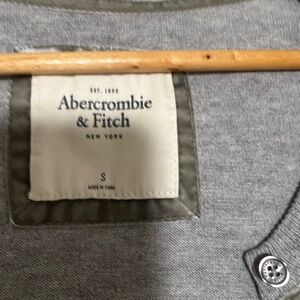 EST. 1892
Abercrombie
& Fitch
NEW YORK
S
MADE IN CHINA